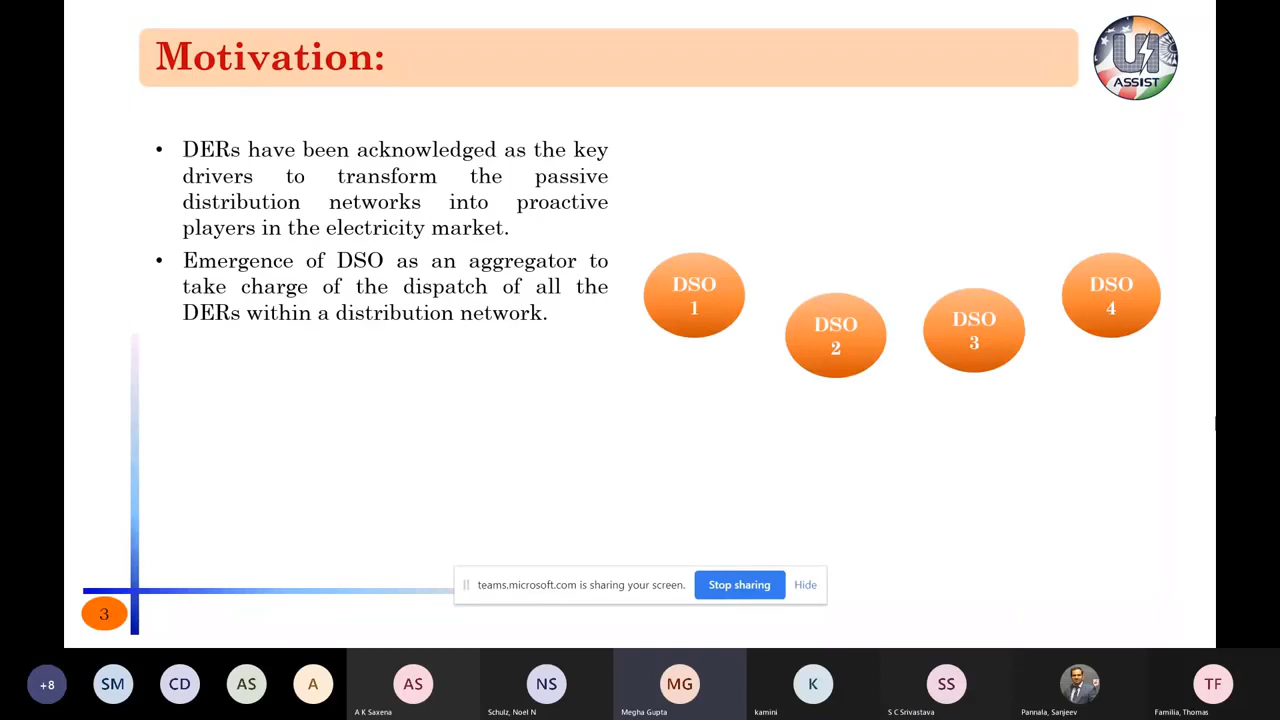 Motivation:
UI
ASSIST
• DERs have been acknowledged as the key
drivers to transform the passive
distribution networks into proactive
players in the electricity market.
• Emergence of DSO as an aggregator to
take charge of the dispatch of all the
DERs within a distribution network.
DSO
1
DSO
2
DSO
3
DSO
4
teams.microsoft.com is sharing your screen.
Stop sharing
Hide
3
+8
SM
CD
AS
A
AS
NS
MG
K
SS
TF
A K Saxena
Schulz, Noel N
Megha Gupta
kamini
S C Srivastava
Pannala, Sanjeev
Familia, Thomas